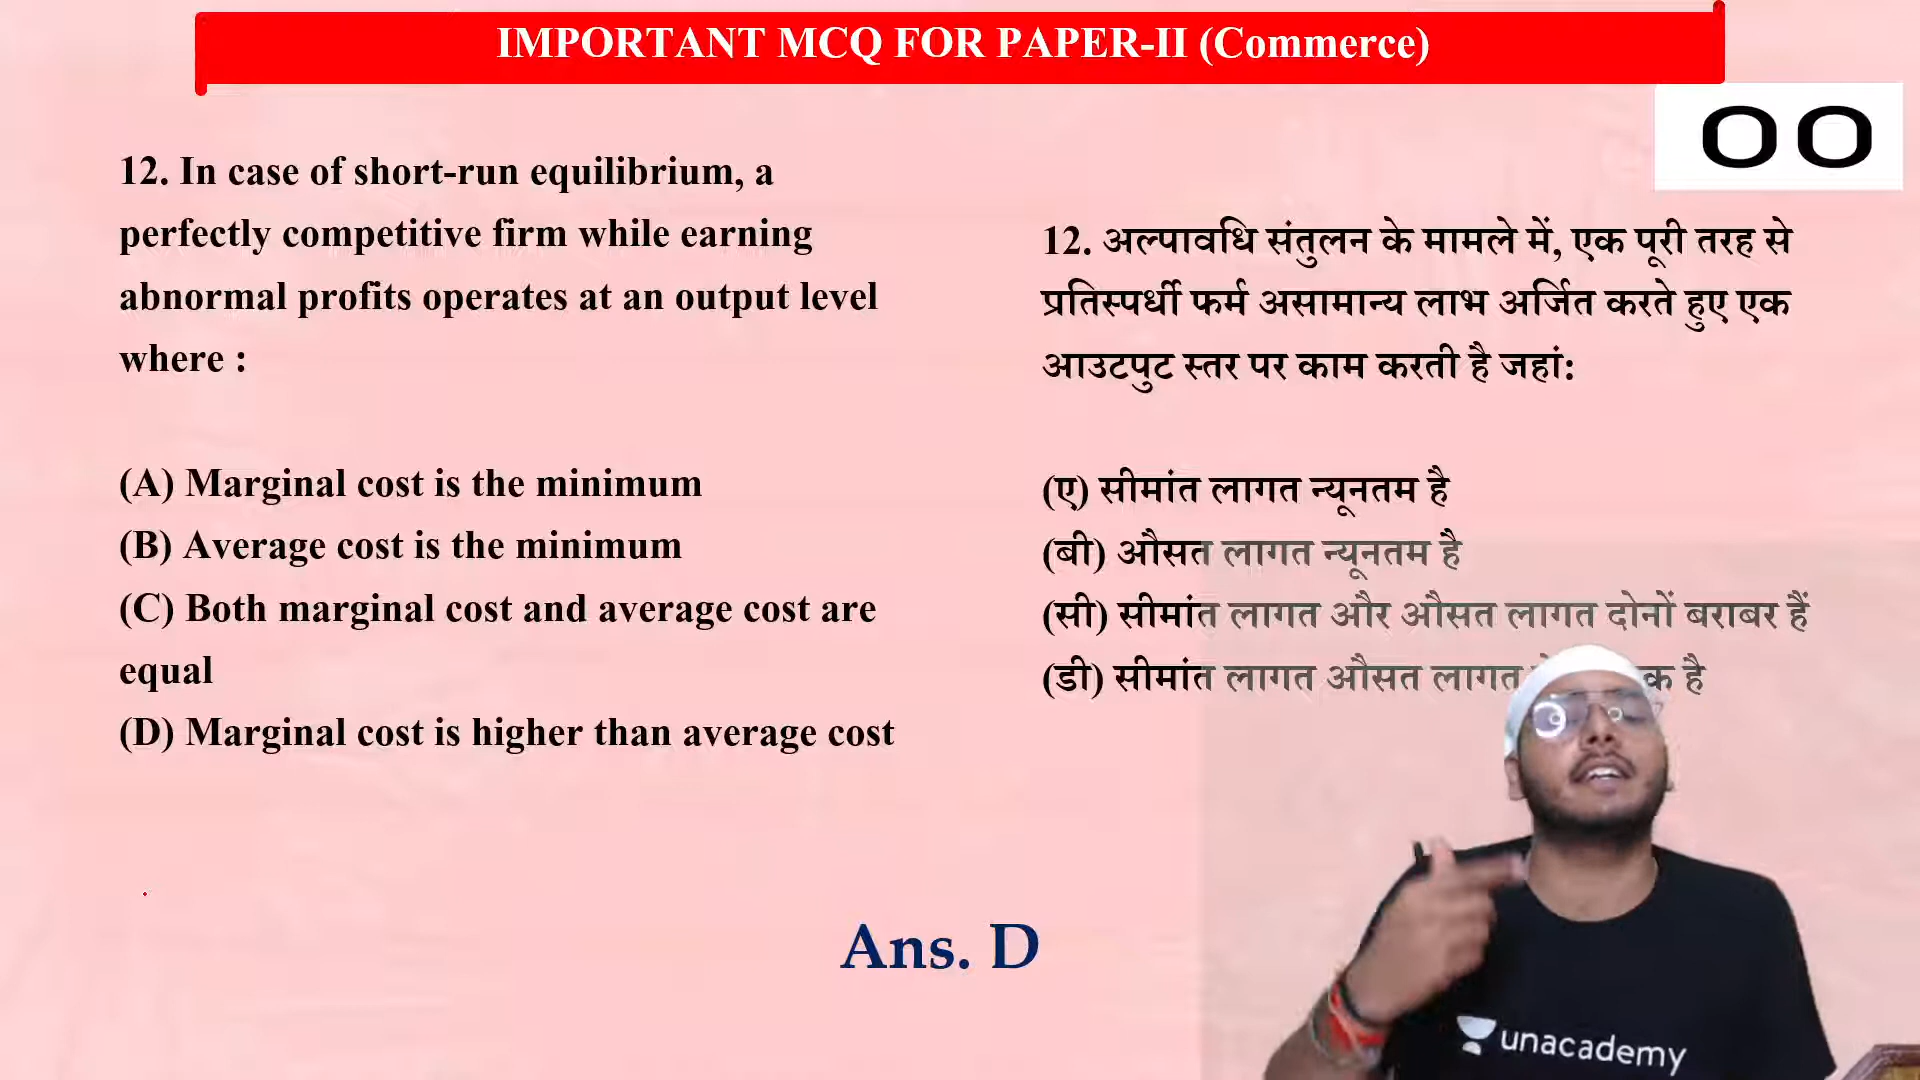 IMPORTANT MCQ FOR PAPER-II (Commerce)
00
12. In case of short-run equilibrium, a
perfectly competitive firm while earning
abnormal profits operates at an output level
where :
(A) Marginal cost is the minimum
(B) Average cost is the minimum
(C) Both marginal cost and average cost are
equal
(D) Marginal cost is higher than average cost
12. अल्पावधि संतुलन के मामले में, एक पूरी तरह से
प्रतिस्पर्धी फर्म असामान्य लाभ अर्जित करते हुए एक
आउटपुट स्तर पर काम करती है जहां:
(ए) सीमांत लागत न्यूनतम है
(बी) औसत लागत न्यूनतम है
(सी) सीमांत लागत और औसत लागत दोनों बराबर हैं
(डी) सीमांत लागत औसत लागत है
Ans. D
unacademy